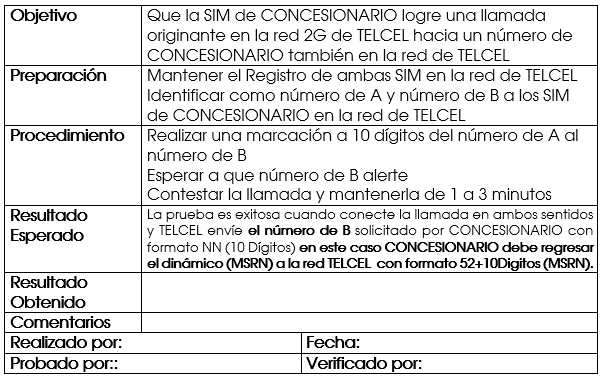 Objetivo
Que la SIM de CONCESIONARIO logre una llamada
originante en la red 2G de TELCEL hacia un número de
CONCESIONARIO también en la red de TELCEL
Preparación
Mantener el Registro de ambas SIM en la red de TELCEL
Identificar como número de A y número de B a los SIM
de CONCESIONARIO en la red de TELCEL
Procedimiento
Realizar una marcación a 10 dígitos del número de A al
número de B
Esperar a que número de B alerte
Contestar la llamada y mantenerla de 1 a 3 minutos
Resultado
Esperado
La prueba es exitosa cuando conecte la llamada en ambos sentidos
y TELCEL envíe el número de B solicitado por CONCESIONARIO con
formato NN (10 Dígitos) en este caso CONCESIONARIO debe regresar
el dinámico (MSRN) a la red TELCEL con formato 52+10Digitos (MSRN).
Resultado
Obtenido
Comentarios
Realizado por:
Fecha:
Probado por::
Verificado por: